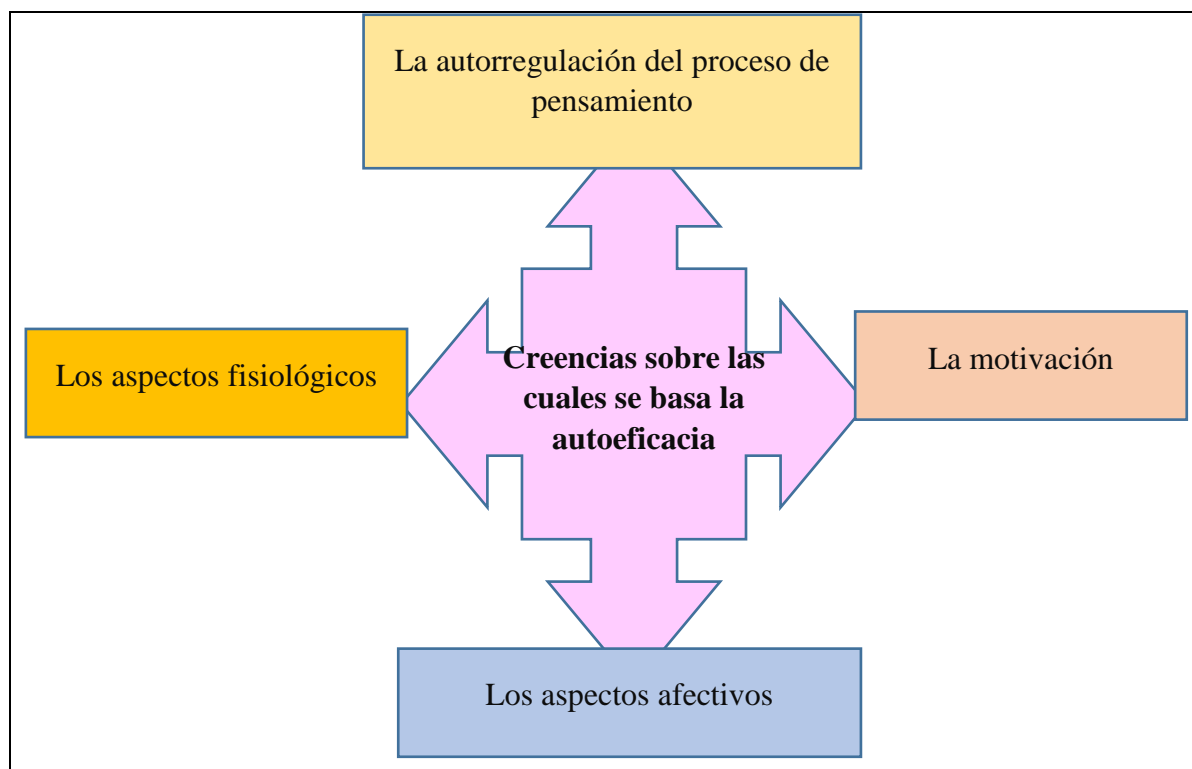 La autorregulación del proceso de
pensamiento
Los aspectos fisiológicos
Creencias sobre las
cuales se basa la
autoeficacia
La motivación
Los aspectos afectivos